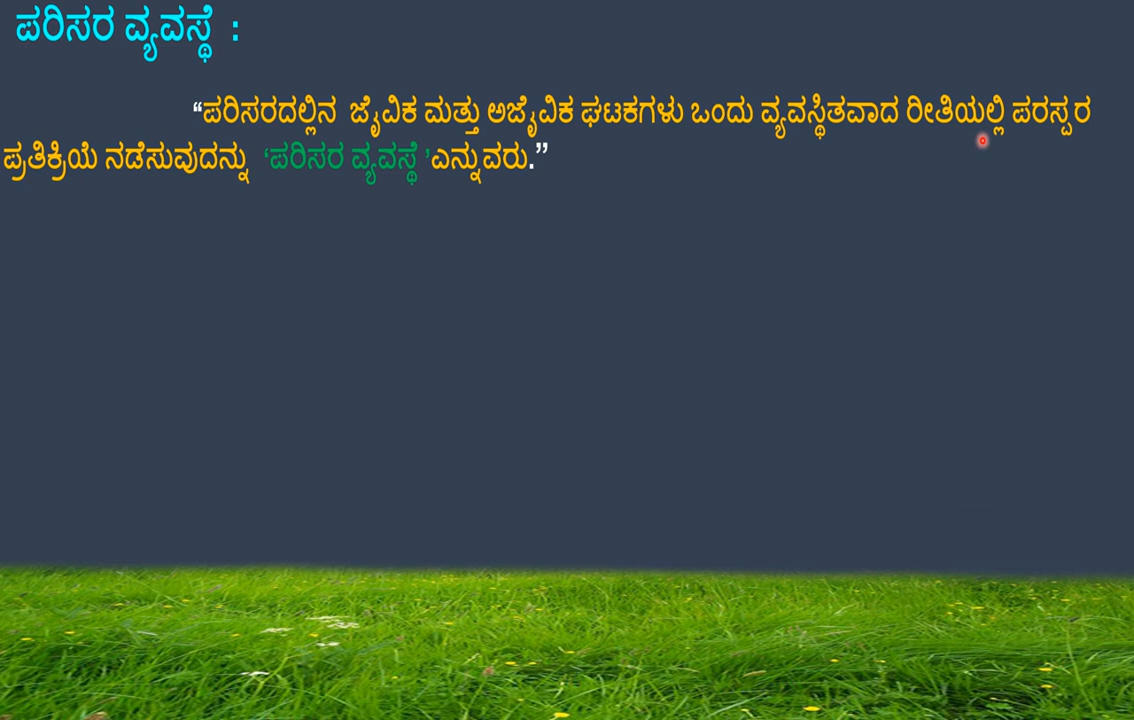 ಪರಿಸರ ವ್ಯವಸ್ಥೆ :
“ಪರಿಸರದಲ್ಲಿನ ಜೈವಿಕ ಮತ್ತು ಅಜೈವಿಕ ಘಟಕಗಳು ಒಂದು ವ್ಯವಸ್ಥಿತವಾದ ರೀತಿಯಲ್ಲಿ ಪರಸ್ಪರ
ಪ್ರತಿಕ್ರಿಯೆ ನಡೆಸುವುದನ್ನು ‘ಪರಿಸರ ವ್ಯವಸ್ಥೆ ’ಎನ್ನುವರು.”